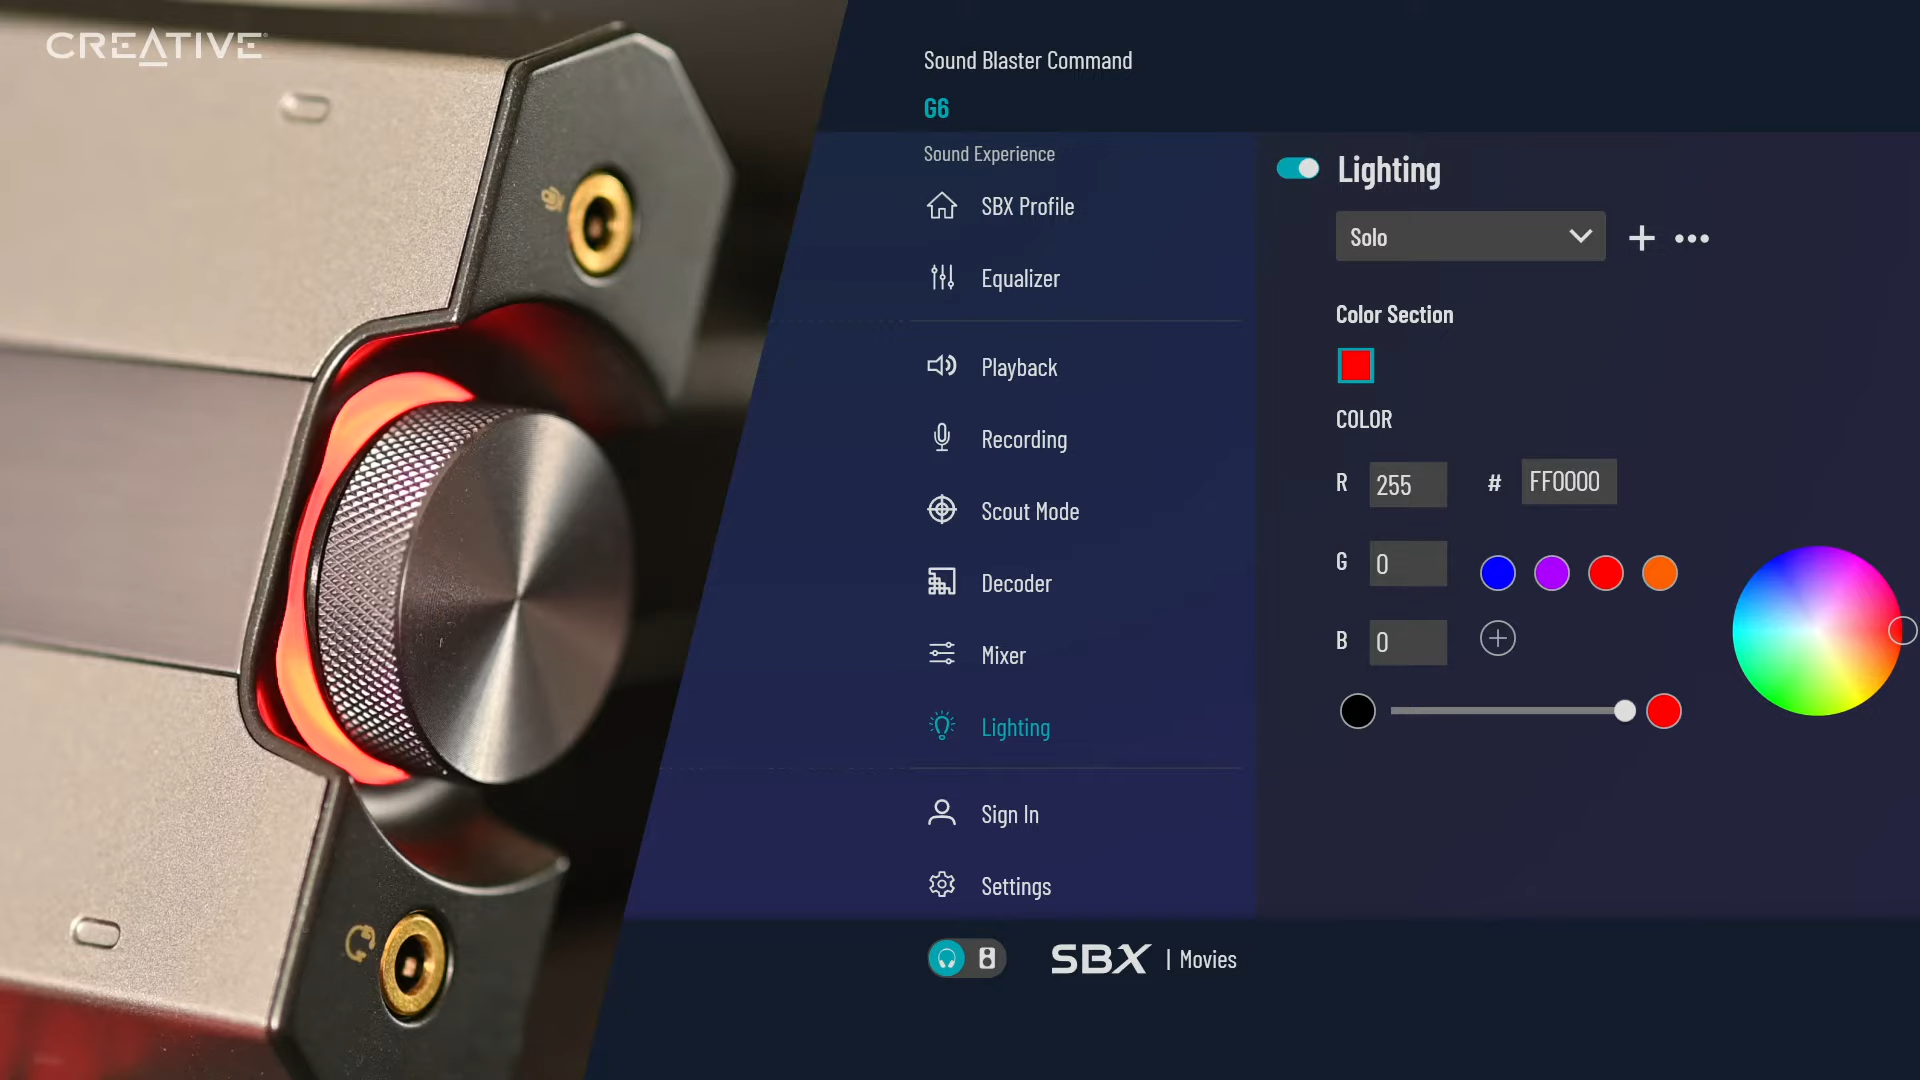 CREATIVE
Sound Blaster Command
G6
Sound Experience
SBX Profile
Equalizer
Playback
Recording
Scout Mode
Decoder
Mixer
Lighting
Sign In
Settings
SBX | Movies
Lighting
Solo
Color Section
COLOR
R 255 # FF0000
G 0
B 0